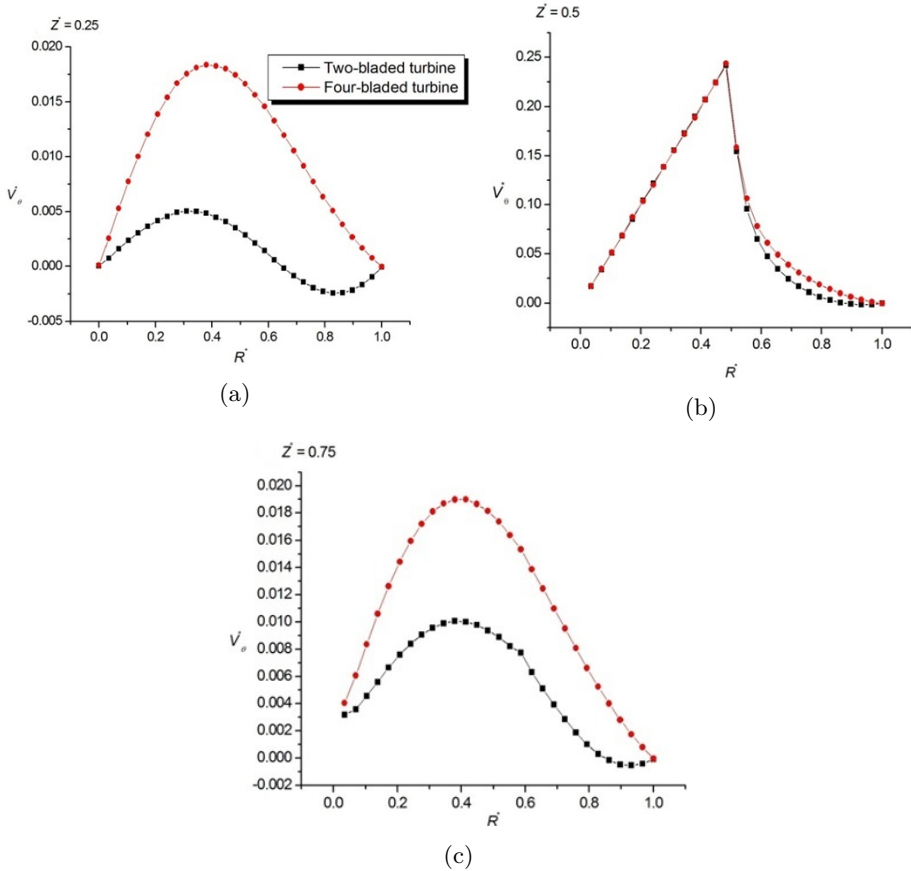 Z* = 0.25
0.020
0.015
0.010
0.005
0.000
-0.005
V*θ
Two-bladed turbine
Four-bladed turbine
0.0 0.2 0.4 0.6 0.8 1.0
R*
(a)
Z* = 0.5
0.25
0.20
0.15
0.10
0.05
0.00
V*θ
0.0 0.2 0.4 0.6 0.8 1.0
R*
(b)
Z* = 0.75
0.020
0.018
0.016
0.014
0.012
0.010
0.008
0.006
0.004
0.002
0.000
-0.002
V*θ
0.0 0.2 0.4 0.6 0.8 1.0
R*
(c)